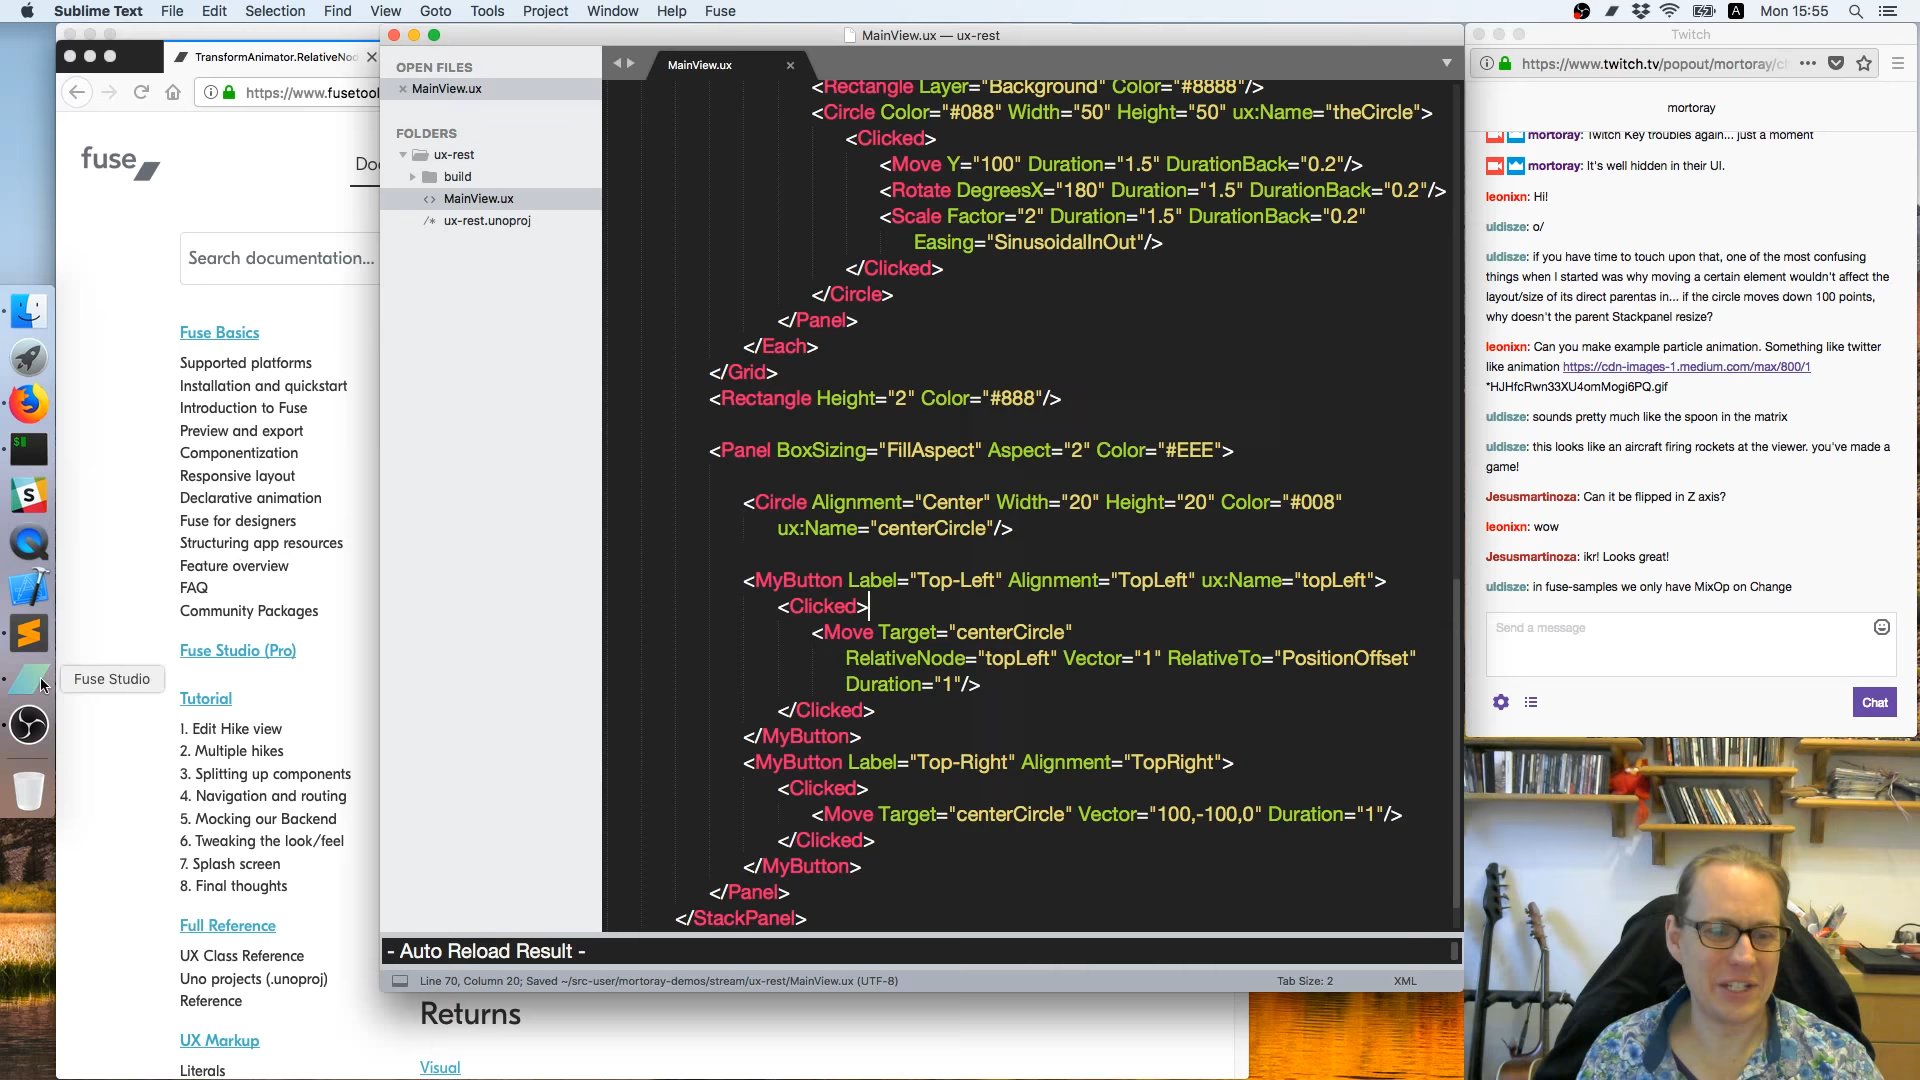 Sublime Text File Edit Selection Find View Goto Tools Project Window Help Fuse
A Mon 15:55
TransformAnimator.RelativeNod
https://www.fusetool
fuse
Doc
Search documentation...
Fuse Basics
Supported platforms
Installation and quickstart
Introduction to Fuse
Preview and export
Componentization
Responsive layout
Declarative animation
Fuse for designers
Structuring app resources
Feature overview
FAQ
Community Packages
Fuse Studio (Pro)
Tutorial
1. Edit Hike view
2. Multiple hikes
3. Splitting up components
4. Navigation and routing
5. Mocking our Backend
6. Tweaking the look/feel
7. Splash screen
8. Final thoughts
Full Reference
UX Class Reference
Uno projects (.unoproj)
Reference
UX Markup
Literals
Returns
Visual
Fuse Studio
MainView.ux — ux-rest
OPEN FILES
× MainView.ux
FOLDERS
ux-rest
build
<> MainView.ux
/* ux-rest.unoproj
MainView.ux ×
<Rectangle Layer="Background" Color="#8888"/>
<Circle Color="#088" Width="50" Height="50" ux:Name="theCircle">
<Clicked>
<Move Y="100" Duration="1.5" DurationBack="0.2"/>
<Rotate DegreesX="180" Duration="1.5" DurationBack="0.2"/>
<Scale Factor="2" Duration="1.5" DurationBack="0.2"
Easing="SinusoidalInOut"/>
</Clicked>
</Circle>
</Panel>
</Each>
</Grid>
<Rectangle Height="2" Color="#888"/>
<Panel BoxSizing="FillAspect" Aspect="2" Color="#EEE">
<Circle Alignment="Center" Width="20" Height="20" Color="#008"
ux:Name="centerCircle"/>
<MyButton Label="Top-Left" Alignment="TopLeft" ux:Name="topLeft">
<Clicked>
<Move Target="centerCircle"
RelativeNode="topLeft" Vector="1" RelativeTo="PositionOffset"
Duration="1"/>
</Clicked>
</MyButton>
<MyButton Label="Top-Right" Alignment="TopRight">
<Clicked>
<Move Target="centerCircle" Vector="100,-100,0" Duration="1"/>
</Clicked>
</MyButton>
</Panel>
</StackPanel>
- Auto Reload Result -
Line 70, Column 20; Saved ~/src-user/mortoray-demos/stream/ux-rest/MainView.ux (UTF-8)
Tab Size: 2
XML
Twitch
https://www.twitch.tv/popout/mortoray/ch
mortoray
mortoray: Twitch Key troubles again... just a moment
mortoray: It's well hidden in their UI.
leonixn: Hi!
uldisze: o/
uldisze: if you have time to touch upon that, one of the most confusing
things when I started was why moving a certain element wouldn't affect the
layout/size of its direct parentas in... if the circle moves down 100 points,
why doesn't the parent Stackpanel resize?
leonixn: Can you make example particle animation. Something like twitter
like animation https://cdn-images-1.medium.com/max/800/1
*HJHfcRwn33XU4omMogi6PQ.gif
uldisze: sounds pretty much like the spoon in the matrix
uldisze: this looks like an aircraft firing rockets at the viewer. you've made a
game!
Jesusmartinoza: Can it be flipped in Z axis?
leonixn: wow
Jesusmartinoza: ikr! Looks great!
uldisze: in fuse-samples we only have MixOp on Change
Send a message
Chat